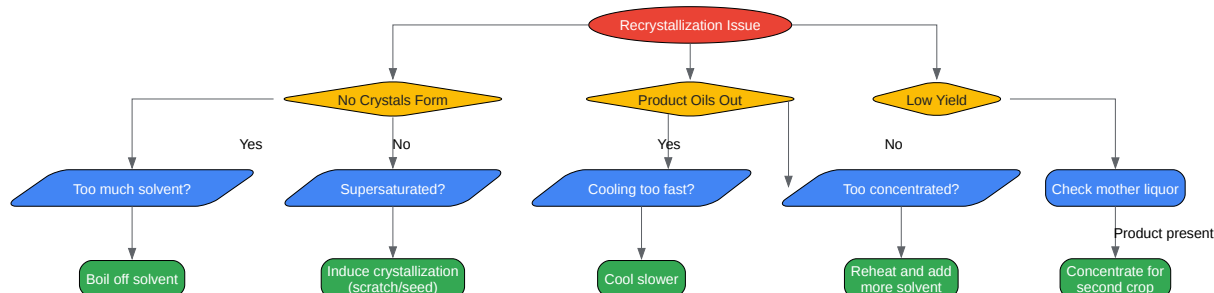 Recrystallization Issue
No Crystals Form
Product Oils Out
Low Yield
Yes
No
Yes
No
Too much solvent?
Supersaturated?
Cooling too fast?
Too concentrated?
Check mother liquor
Product present
Boil off solvent
Induce crystallization
(scratch/seed)
Cool slower
Reheat and add
more solvent
Concentrate for
second crop